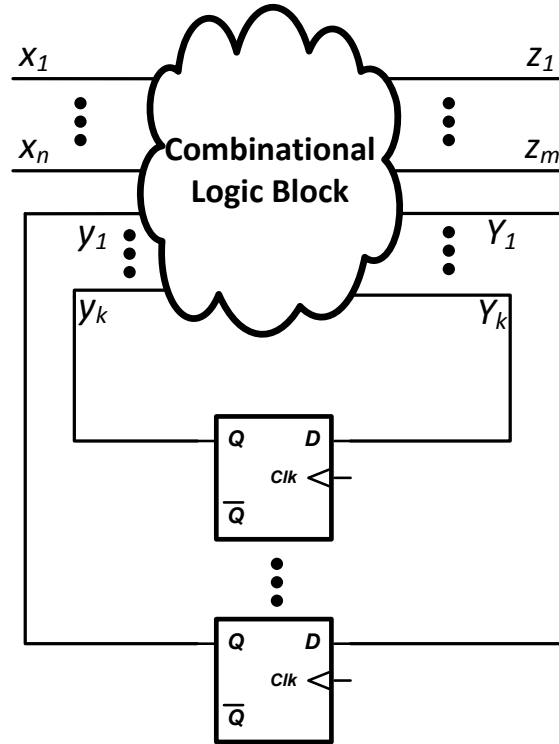 x₁ z₁
xₙ zₘ
Combinational
Logic Block
y₁ Y₁
yₖ Yₖ
Q D
Clk
Q̅
Q D
Clk
Q̅